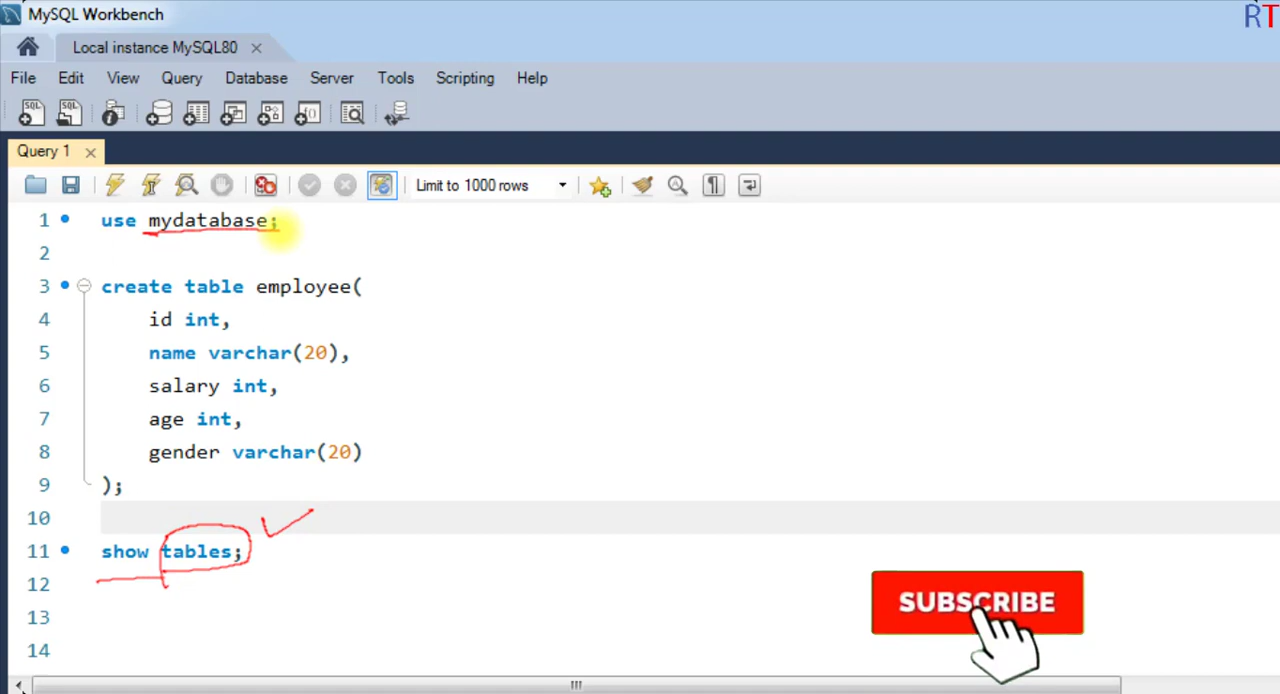 MySQL Workbench
RT
Local instance MySQL80
File Edit View Query Database Server Tools Scripting Help
SQL SQL
Query 1
Limit to 1000 rows
1 use mydatabase;
2
3 create table employee(
4 id int,
5 name varchar(20),
6 salary int,
7 age int,
8 gender varchar(20)
9 );
10
11 show tables;
12
13
14
SUBSCRIBE